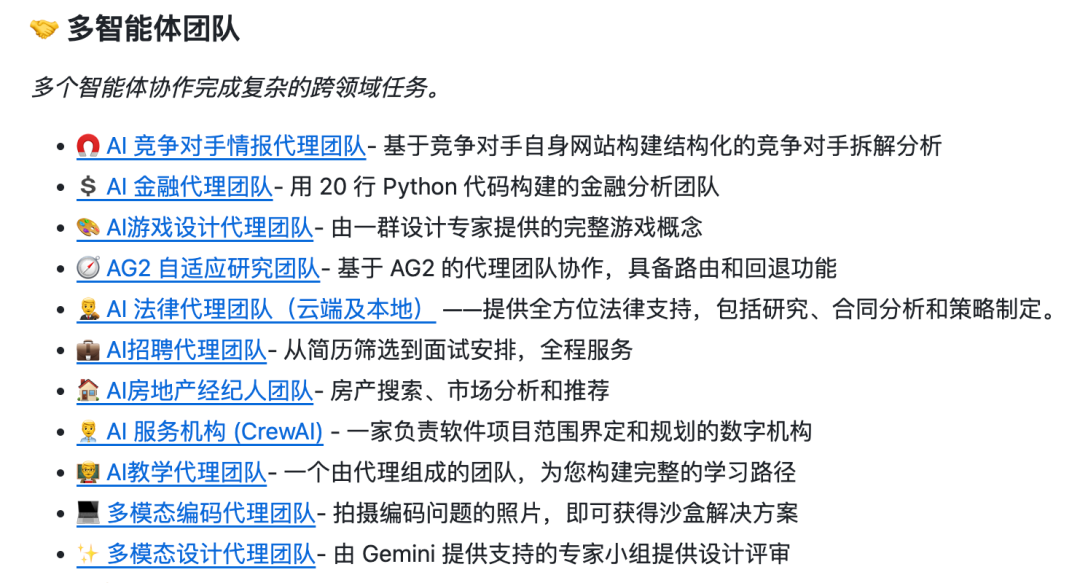 🤝 多智能体团队
多个智能体协作完成复杂的跨领域任务。
• 🧲 AI 竞争对手情报代理团队- 基于竞争对手自身网站构建结构化的竞争对手拆解分析
• 💲 AI 金融代理团队- 用 20 行 Python 代码构建的金融分析团队
• 🎨 AI游戏设计代理团队- 由一群设计专家提供的完整游戏概念
• 🧭 AG2 自适应研究团队- 基于 AG2 的代理团队协作，具备路由和回退功能
• 👨‍💼 AI 法律代理团队（云端及本地） ——提供全方位法律支持，包括研究、合同分析和策略制定。
• 💼 AI招聘代理团队- 从简历筛选到面试安排，全程服务
• 🏠 AI房地产经纪人团队- 房产搜索、市场分析和推荐
• 👨‍💼 AI 服务机构 (CrewAI) - 一家负责软件项目范围界定和规划的数字机构
• 👨‍🏫 AI教学代理团队- 一个由代理组成的团队，为您构建完整的学习路径
• 💻 多模态编码代理团队- 拍摄编码问题的照片，即可获得沙盒解决方案
• ✨ 多模态设计代理团队- 由 Gemini 提供支持的专家小组提供设计评审